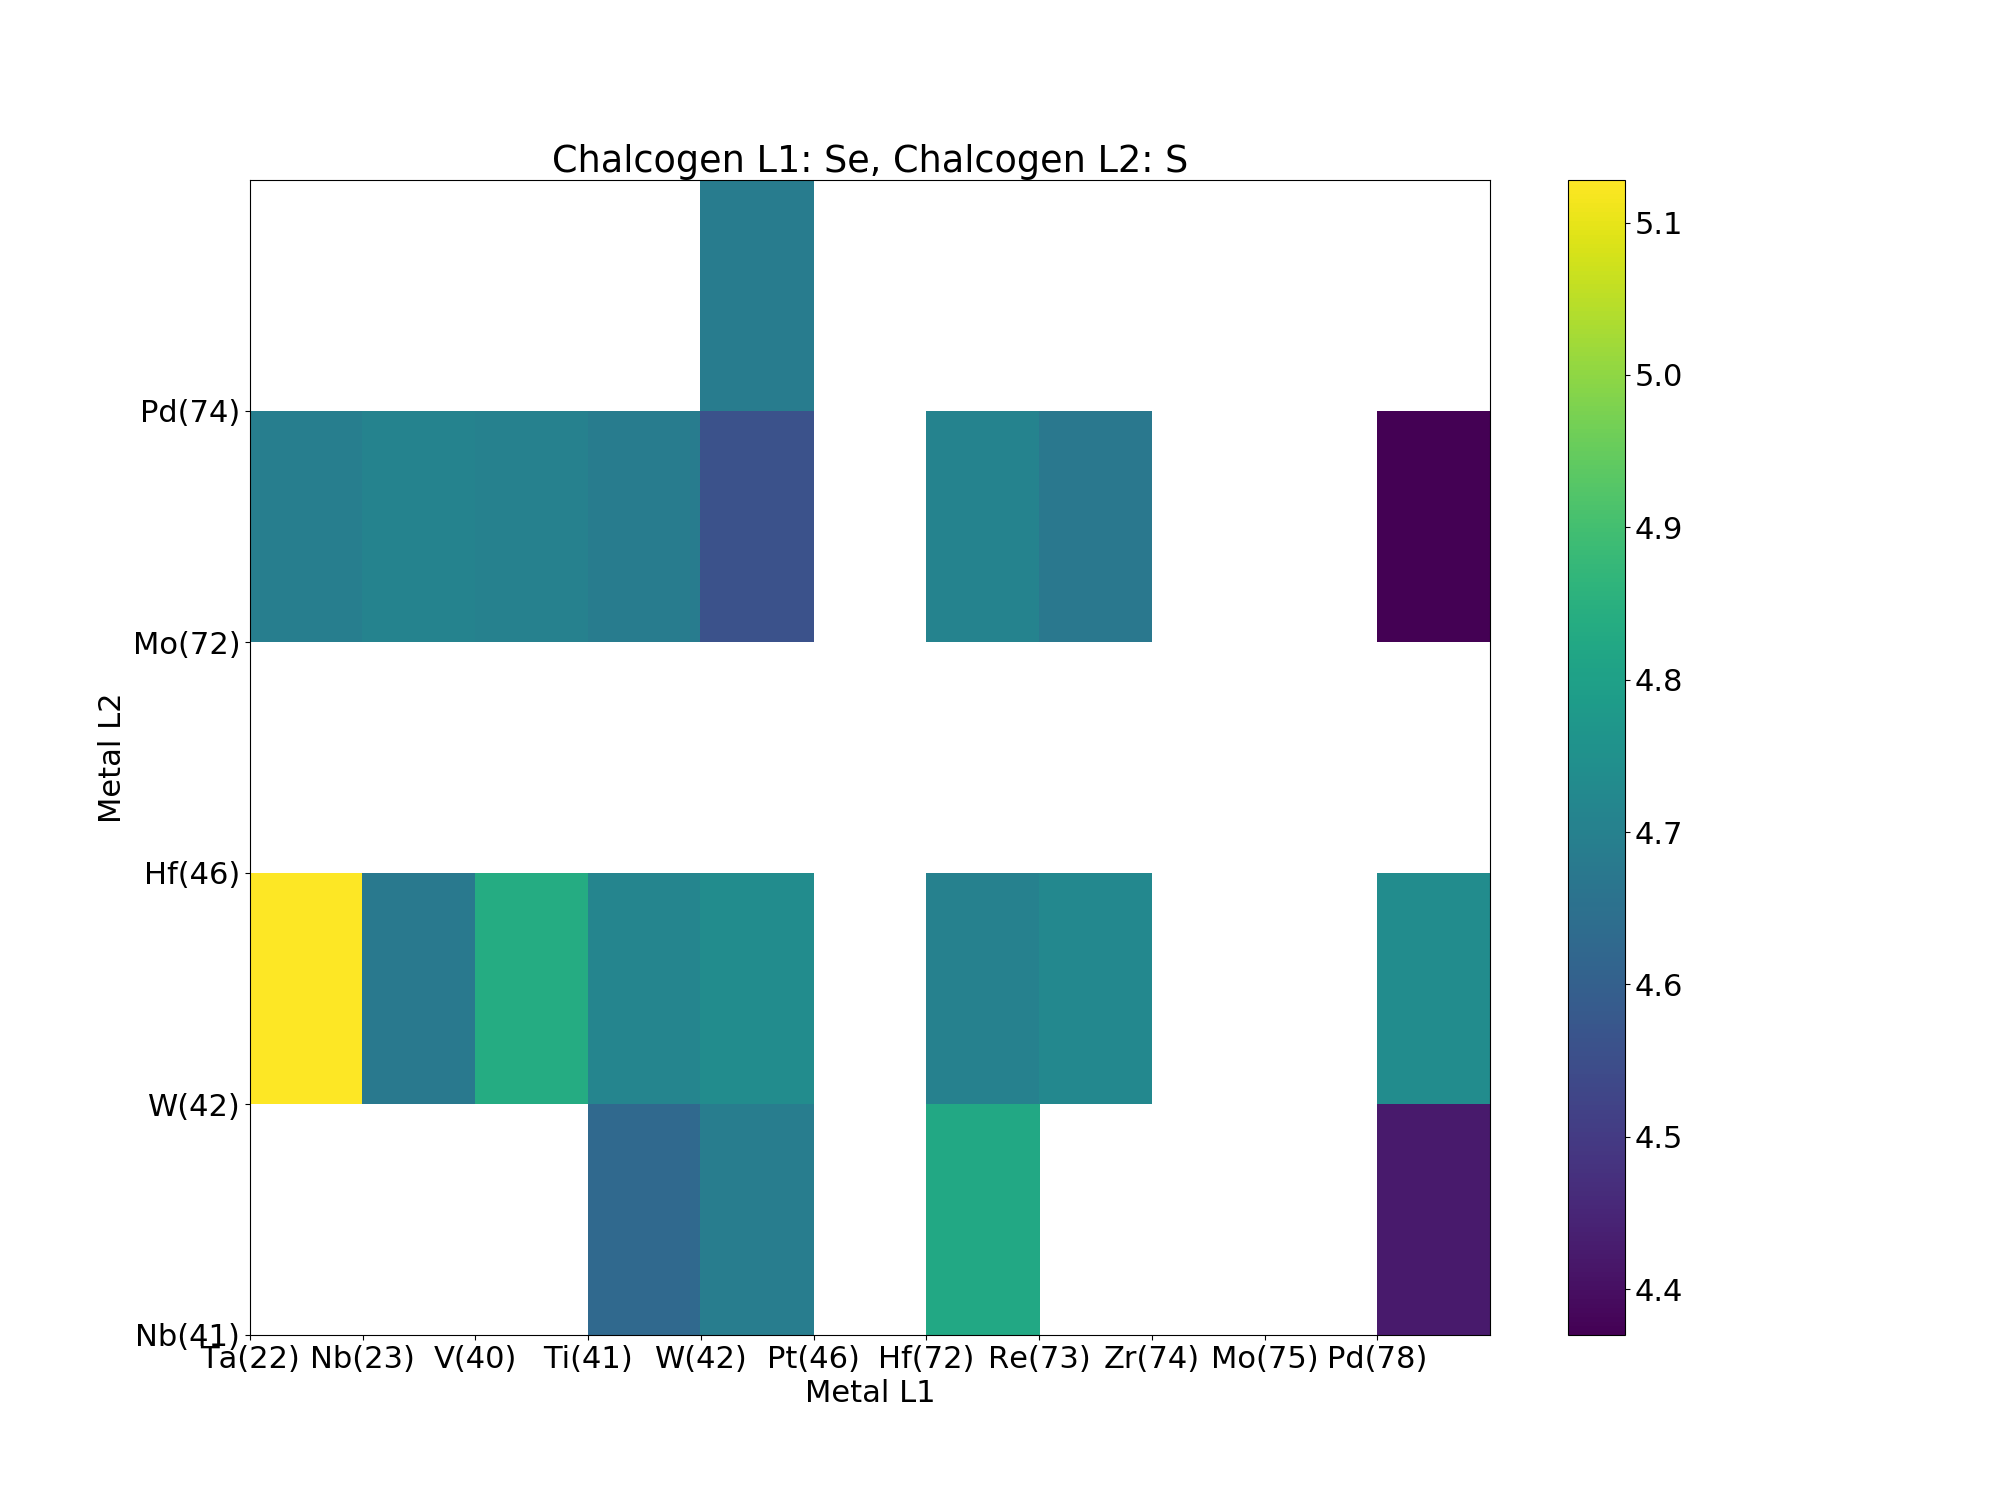 Chalcogen L1: Se, Chalcogen L2: S
Pd(74)
Mo(72)
Hf(46)
W(42)
Nb(41)
Metal L2
Ta(22) Nb(23) V(40) Ti(41) W(42) Pt(46) Hf(72) Re(73) Zr(74) Mo(75) Pd(78)
Metal L1
5.1
5.0
4.9
4.8
4.7
4.6
4.5
4.4